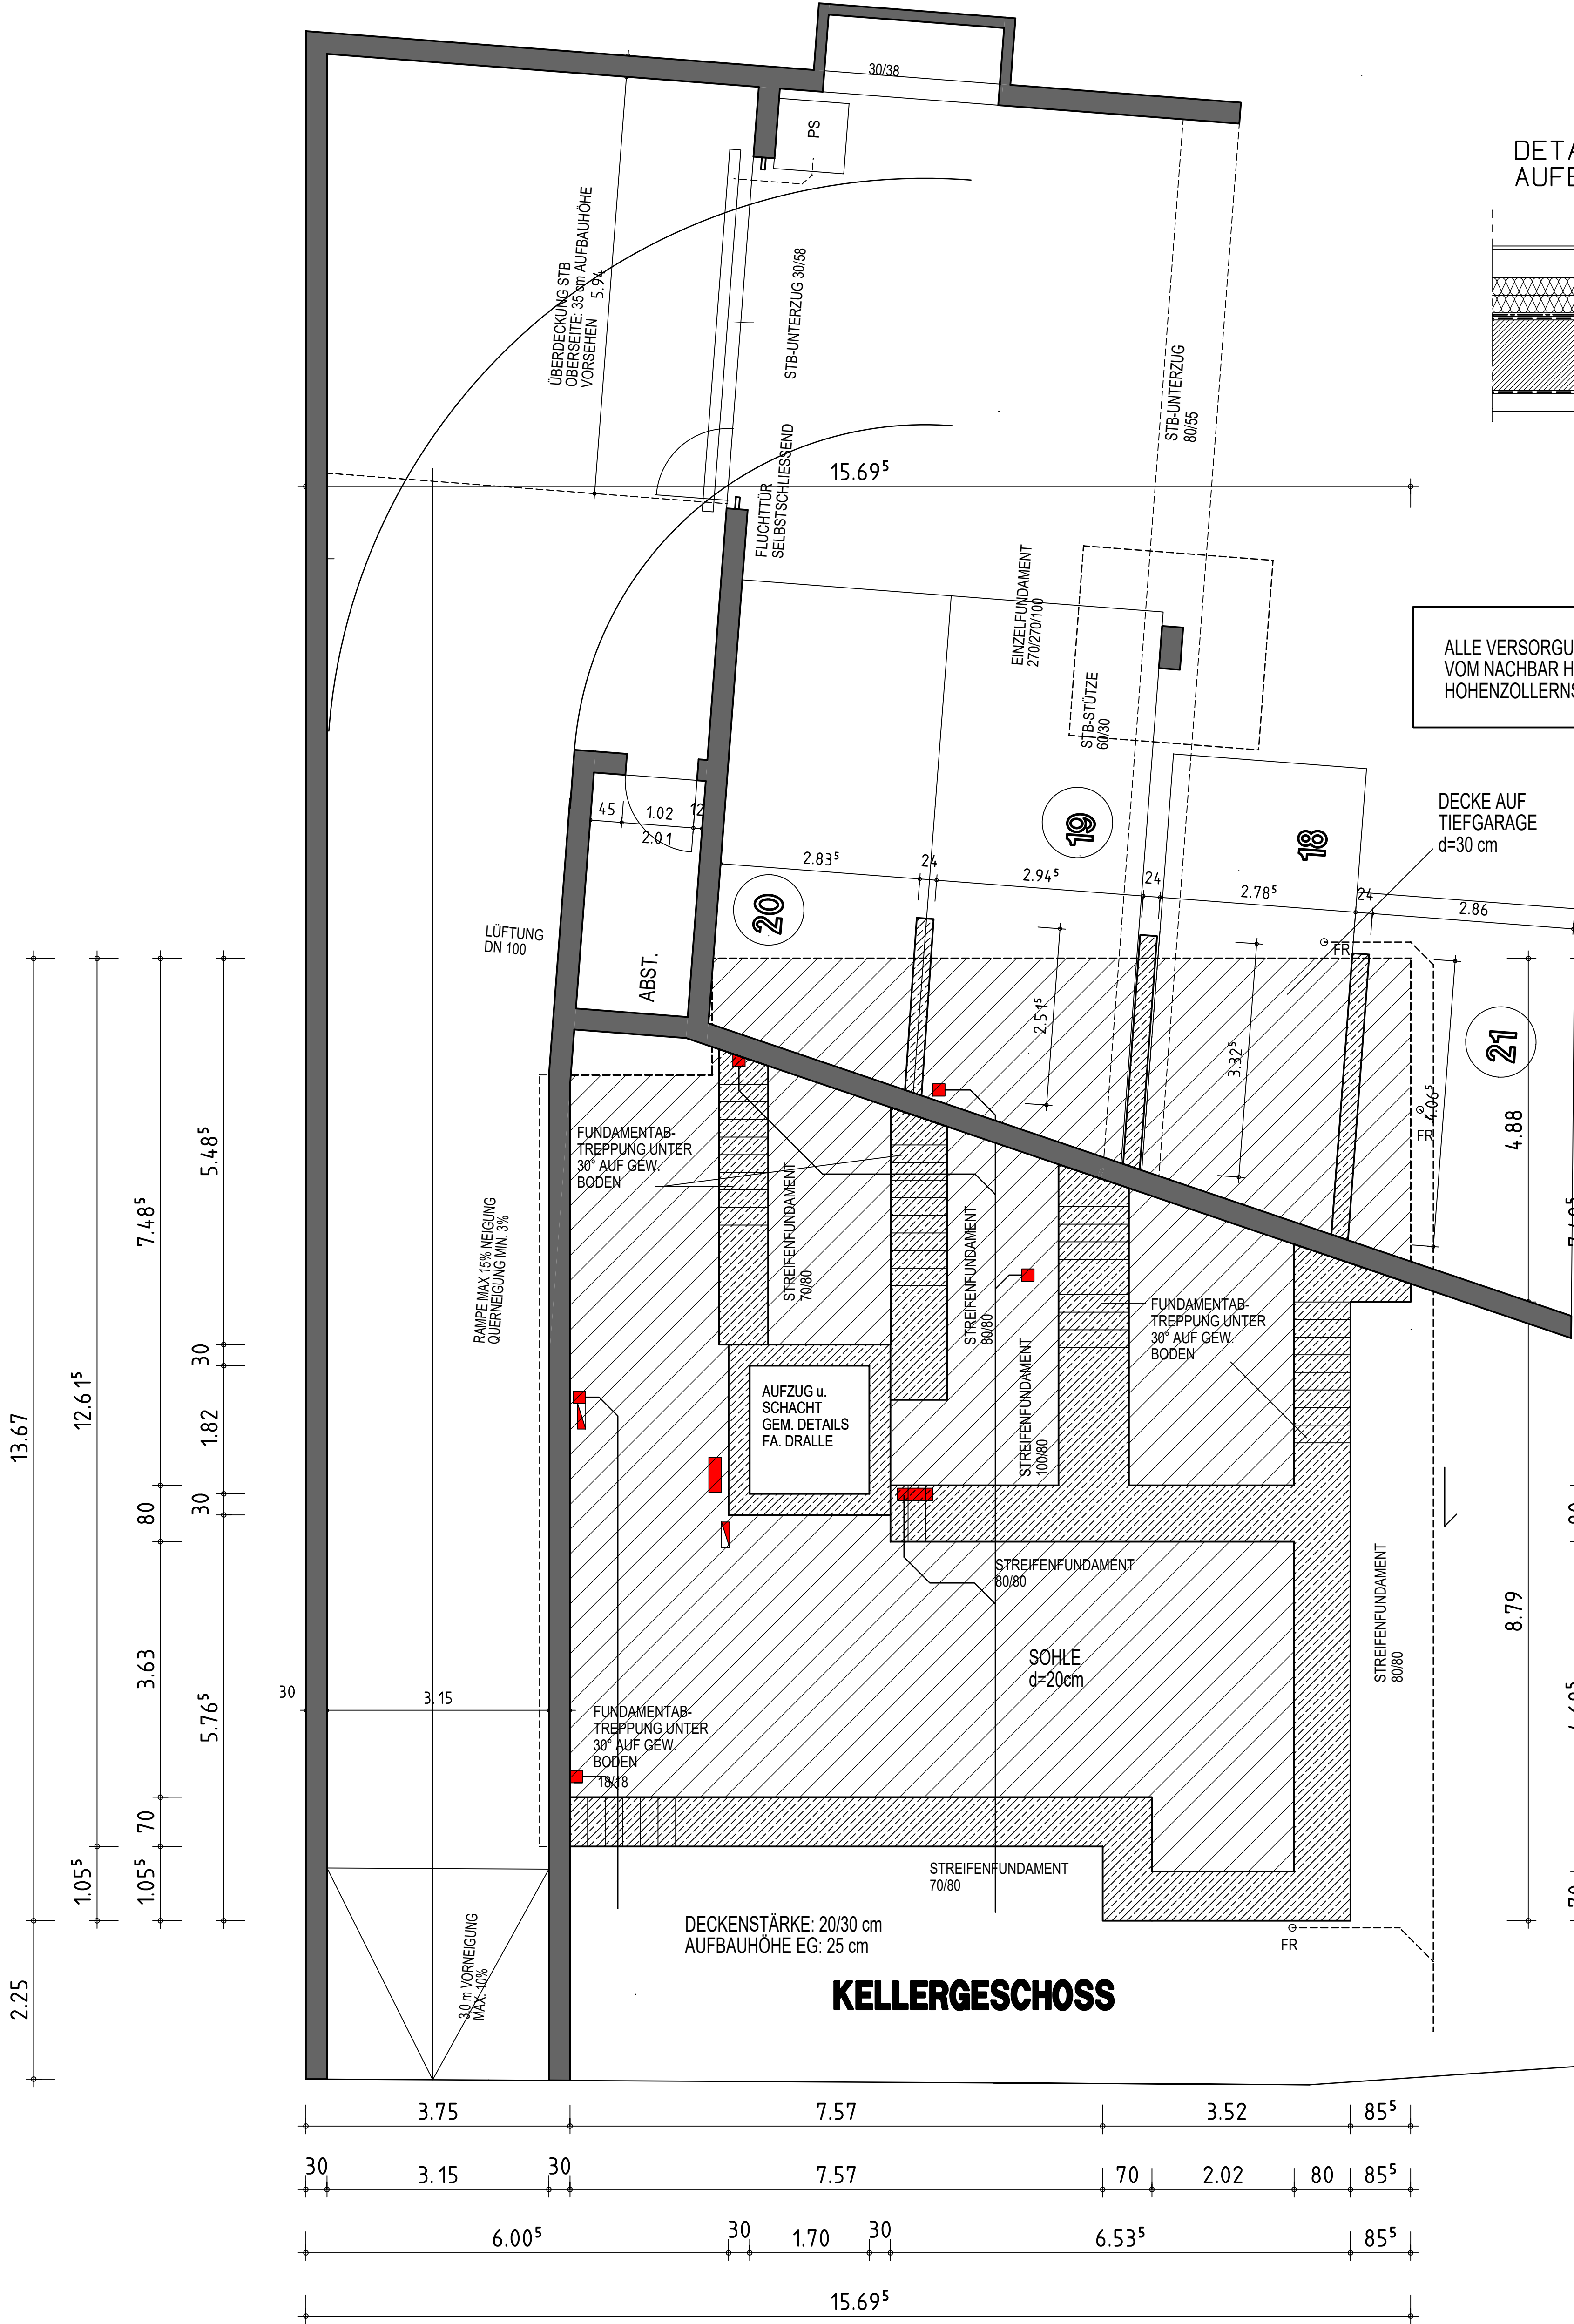 30/38
PS
DETA
AUFB
ÜBERDECKUNG STB
OBERSEITE: 35 cm AUFBAUHÖHE
VORSEHEN
5.94
STB-UNTERZUG 30/58
STB-UNTERZUG
80/55
FLUCHTTÜR
SELBSTSCHLIESSEND
15.69⁵
EINZELFUNDAMENT
270/270/100
STB-STÜTZE
60/30
ALLE VERSORGU
VOM NACHBAR H
HOHENZOLLERNS
DECKE AUF
TIEFGARAGE
d=30 cm
45
1.02
12
2.01
19
18
2.83⁵
24
2.94⁵
24
2.78⁵
24
2.86
20
LÜFTUNG
DN 100
ABST.
FR
2.51⁵
3.32⁵
4.06⁵
21
FR
4.88
FUNDAMENTAB-
TREPPUNG UNTER
30° AUF GEW.
BODEN
STREIFENFUNDAMENT
70/80
STREIFENFUNDAMENT
80/80
RAMPE MAX 15% NEIGUNG
QUERNEIGUNG MIN. 3%
FUNDAMENTAB-
TREPPUNG UNTER
30° AUF GEW.
BODEN
STREIFENFUNDAMENT
100/80
AUFZUG u.
SCHACHT
GEM. DETAILS
FA. DRALLE
13.67
12.61⁵
7.48⁵
5.48⁵
30
1.82
80
30
3.63
5.76⁵
70
1.05⁵
1.05⁵
2.25
STREIFENFUNDAMENT
80/80
STREIFENFUNDAMENT
80/80
8.79
SOHLE
d=20cm
30
3.15
FUNDAMENTAB-
TREPPUNG UNTER
30° AUF GEW.
BODEN
18/18
STREIFENFUNDAMENT
70/80
70
DECKENSTÄRKE: 20/30 cm
AUFBAUHÖHE EG: 25 cm
FR
3.0 m VORNEIGUNG
MAX. 10%
KELLERGESCHOSS
3.75
7.57
3.52
85⁵
30
3.15
30
7.57
70
2.02
80
85⁵
6.00⁵
30
1.70
30
6.53⁵
85⁵
15.69⁵